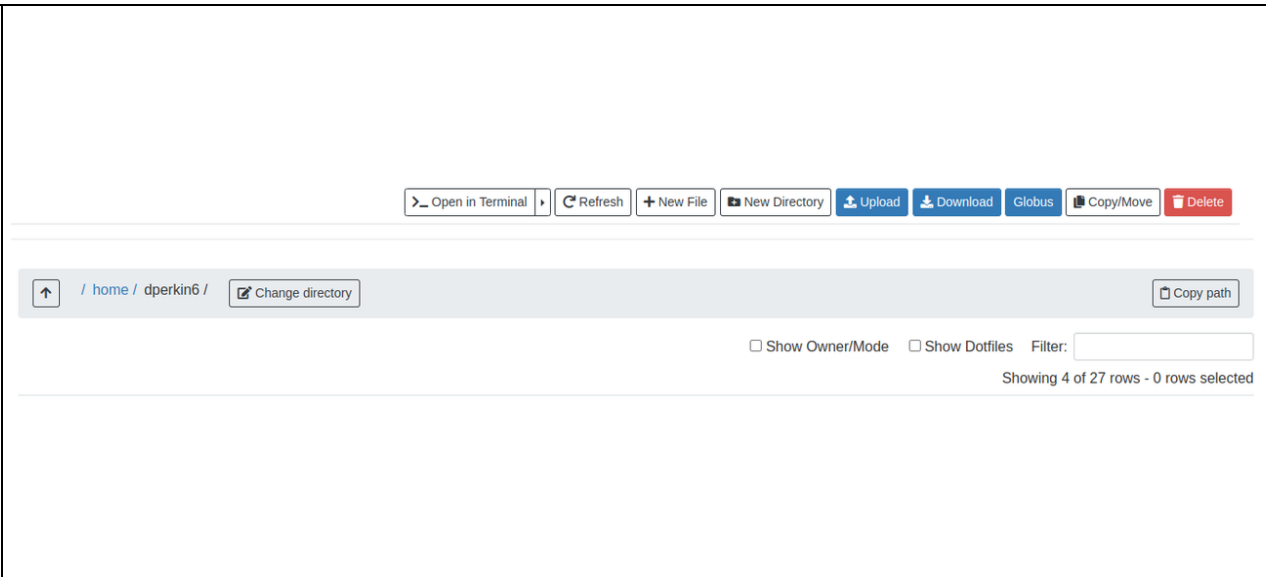 >_ Open in Terminal Refresh + New File New Directory Upload Download Globus Copy/Move Delete
/ home / dperkin6 / Change directory Copy path
Show Owner/Mode Show Dotfiles Filter:
Showing 4 of 27 rows - 0 rows selected